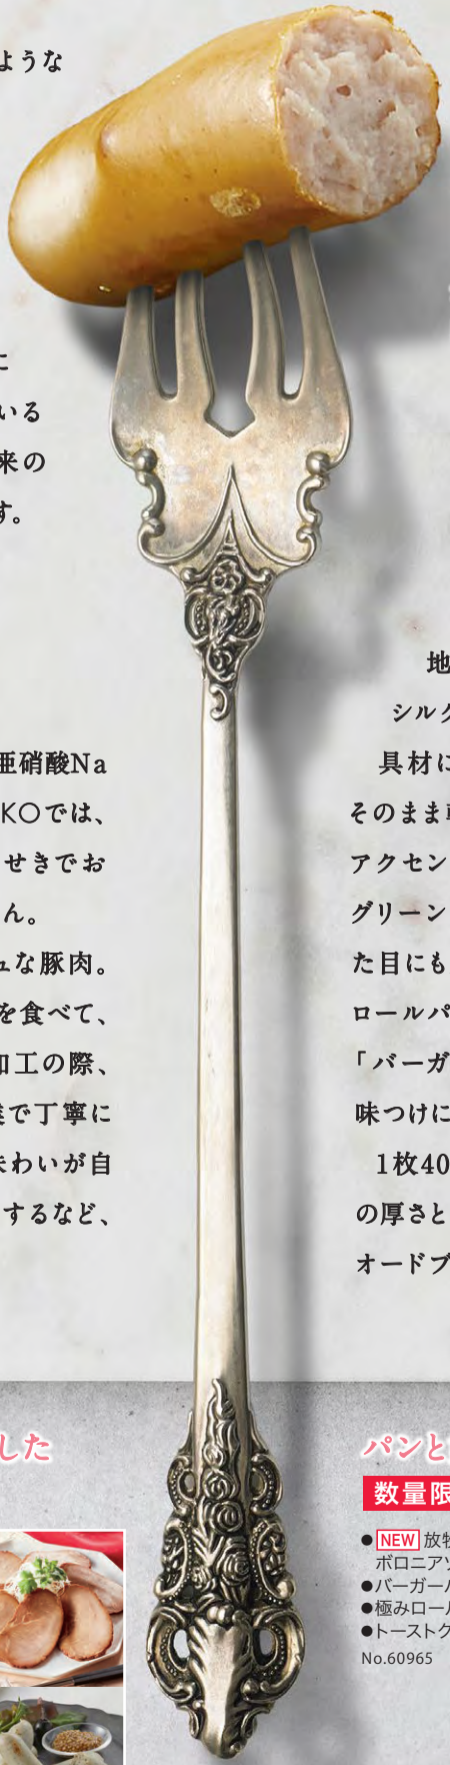 ような
に
いる
来の
す。
亜硝酸Na
KOでは、
せきでお
ん。
ュな豚肉。
を食べて、
加工の際、
業で丁寧に
味わいが自
するなど、
した
地
シルク
具材に
そのまま
アクセン
グリーン
た目にも
ロールパ
「バーガ
味つけに
1枚40
の厚さと
オードブ
パンと
数量限
●NEW 放牧
ボロニアソ
●バーガーパ
●極みロール
●トーストク
No.60965